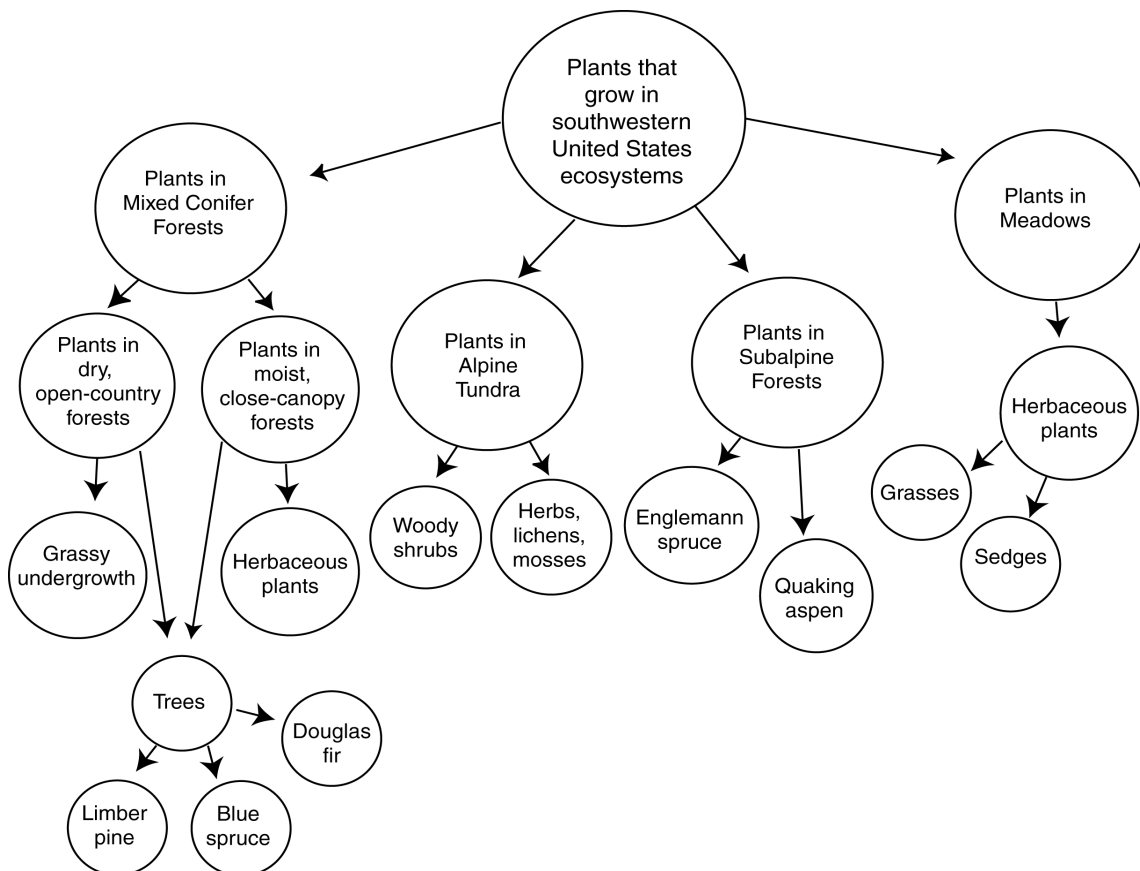 Plants that
grow in
southwestern
United States
ecosystems
Plants in
Mixed Conifer
Forests
Plants in
Meadows
Plants in
dry,
open-country
forests
Plants in
moist,
close-canopy
forests
Plants in
Alpine
Tundra
Plants in
Subalpine
Forests
Herbaceous
plants
Grassy
undergrowth
Herbaceous
plants
Woody
shrubs
Herbs,
lichens,
mosses
Englemann
spruce
Quaking
aspen
Grasses
Sedges
Trees
Douglas
fir
Limber
pine
Blue
spruce